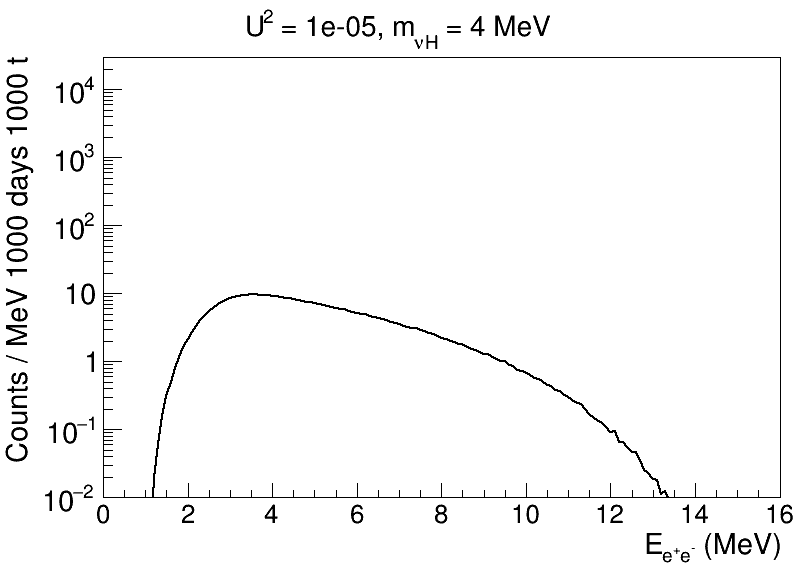 U² = 1e-05, m_νH = 4 MeV
Counts / MeV 1000 days 1000 t
10⁴
10³
10²
10
1
10⁻¹
10⁻²
0 2 4 6 8 10 12 14 16
E_e⁺e⁻ (MeV)